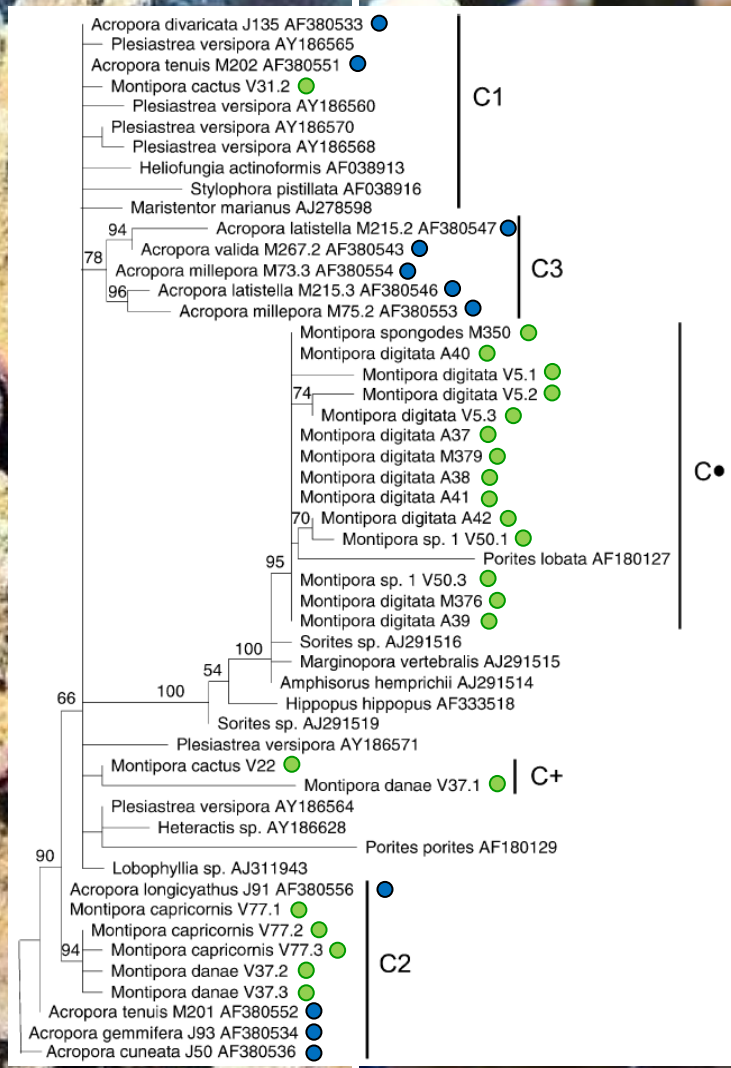 Acropora divaricata J135 AF380533
Plesiastrea versipora AY186565
Acropora tenuis M202 AF380551
Montipora cactus V31.2
C1
Plesiastrea versipora AY186560
Plesiastrea versipora AY186570
Plesiastrea versipora AY186568
Heliofungia actinoformis AF038913
Stylophora pistillata AF038916
Maristentor marianus AJ278598
94 Acropora latistella M215.2 AF380547
Acropora valida M267.2 AF380543
78
Acropora millepora M73.3 AF380554
C3
96 Acropora latistella M215.3 AF380546
Acropora millepora M75.2 AF380553
Montipora spongodes M350
Montipora digitata A40
Montipora digitata V5.1
74 Montipora digitata V5.2
Montipora digitata V5.3
Montipora digitata A37
Montipora digitata M379
C●
Montipora digitata A38
Montipora digitata A41
70 Montipora digitata A42
Montipora sp. 1 V50.1
Porites lobata AF180127
95
Montipora sp. 1 V50.3
Montipora digitata M376
Montipora digitata A39
Sorites sp. AJ291516
100
Marginopora vertebralis AJ291515
54
Amphisorus hemprichii AJ291514
100
66
Hippopus hippopus AF333518
Sorites sp. AJ291519
Plesiastrea versipora AY186571
Montipora cactus V22
C+
Montipora danae V37.1
Plesiastrea versipora AY186564
Heteractis sp. AY186628
Porites porites AF180129
90
Lobophyllia sp. AJ311943
Acropora longicyathus J91 AF380556
Montipora capricornis V77.1
Montipora capricornis V77.2
94 Montipora capricornis V77.3
C2
Montipora danae V37.2
Montipora danae V37.3
Acropora tenuis M201 AF380552
Acropora gemmifera J93 AF380534
Acropora cuneata J50 AF380536